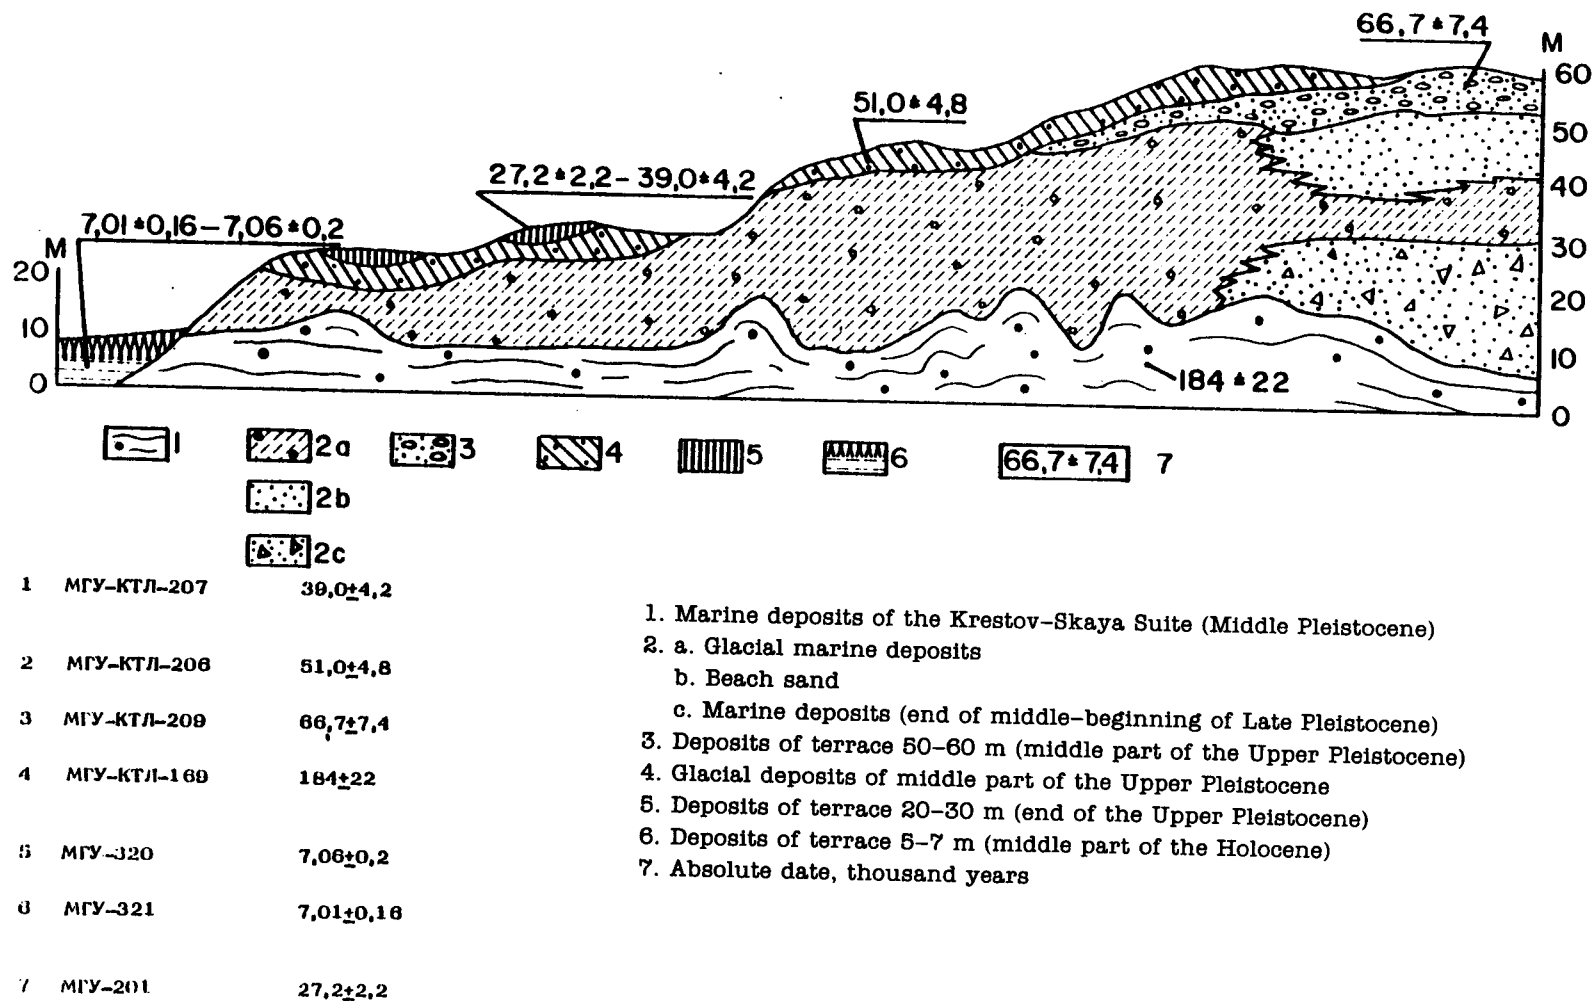 66,7±7,4
М
60
51,0±4,8
50
27,2±2,2-39,0±4,2
40
7,01±0,16-7,06±0,2
М
30
20
20
10
10
184±22
0
0
1
2a
3
4
5
6
66,7±7,4
7
2b
2c
1 МГУ-КТЛ-207 39,0±4,2
2 МГУ-КТЛ-206 51,0±4,8
3 МГУ-КТЛ-209 66,7±7,4
4 МГУ-КТЛ-169 184±22
5 МГУ-320 7,06±0,2
6 МГУ-321 7,01±0,16
7 МГУ-201 27,2±2,2
1. Marine deposits of the Krestov-Skaya Suite (Middle Pleistocene)
2. a. Glacial marine deposits
b. Beach sand
c. Marine deposits (end of middle-beginning of Late Pleistocene)
3. Deposits of terrace 50-60 m (middle part of the Upper Pleistocene)
4. Glacial deposits of middle part of the Upper Pleistocene
5. Deposits of terrace 20-30 m (end of the Upper Pleistocene)
6. Deposits of terrace 5-7 m (middle part of the Holocene)
7. Absolute date, thousand years